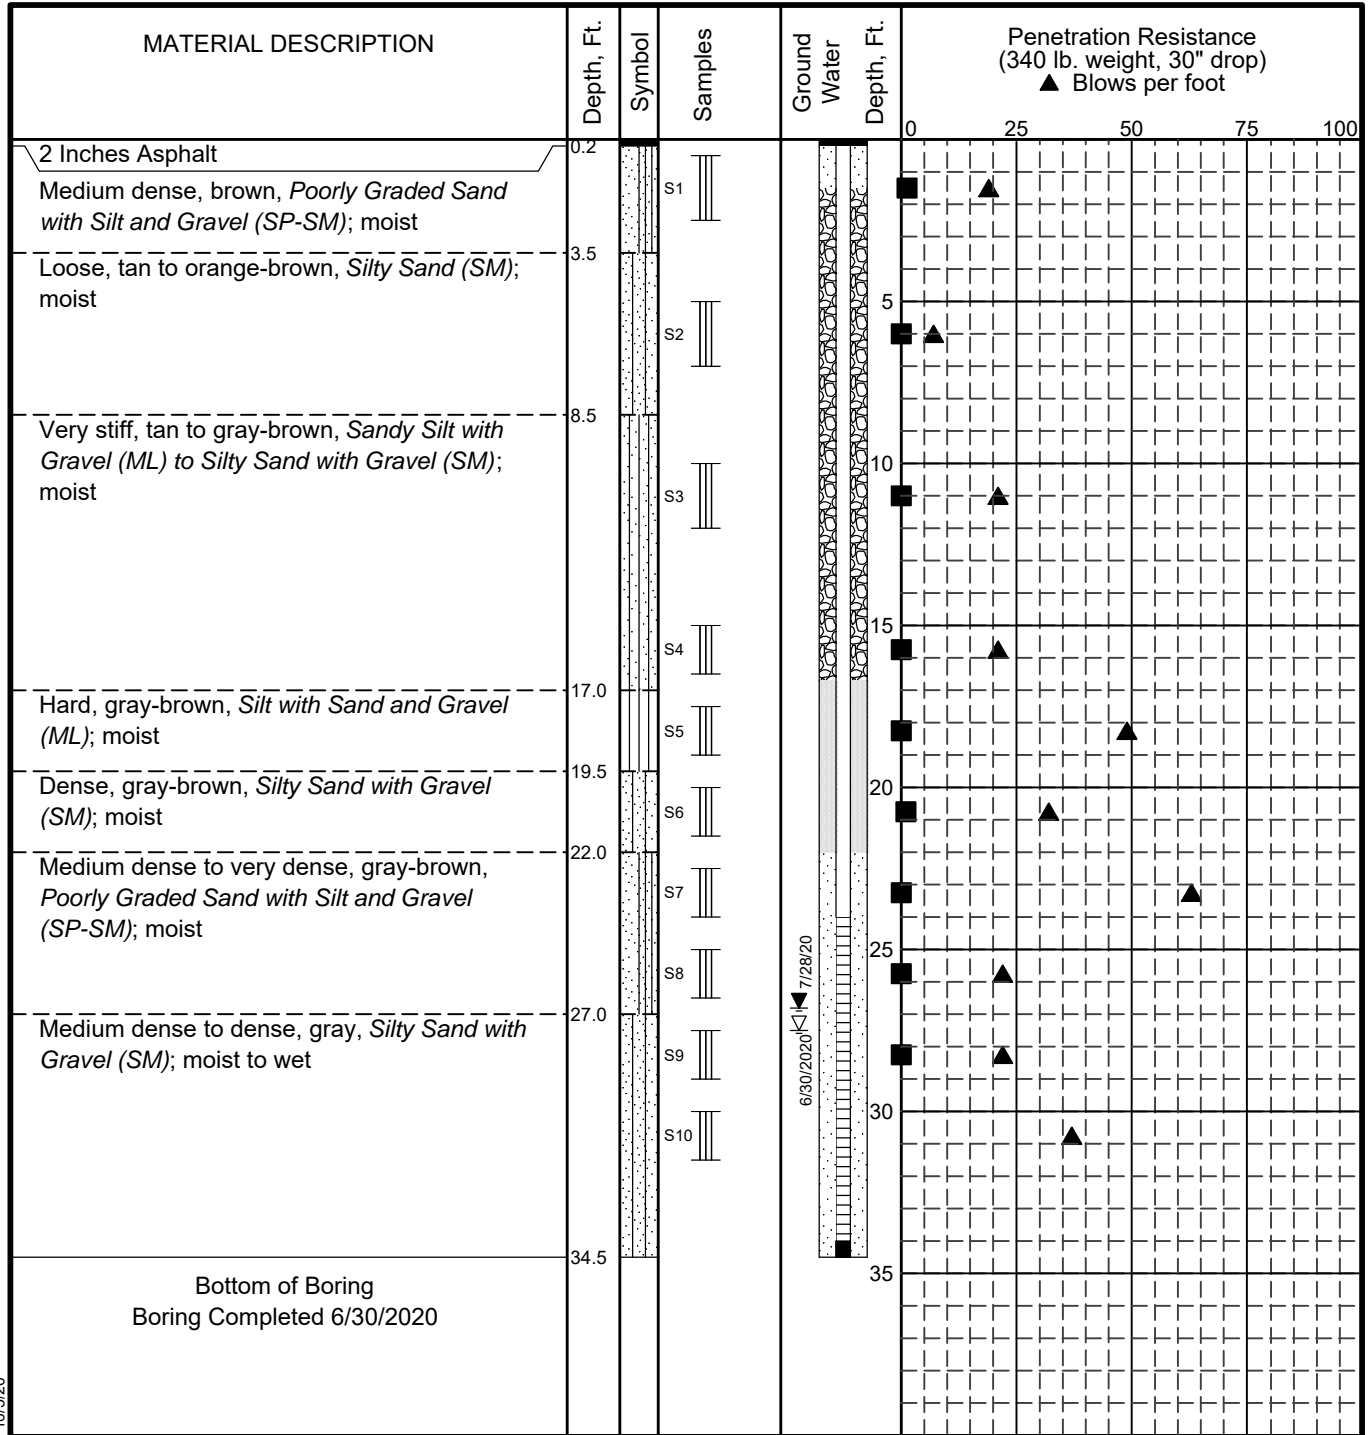 MATERIAL DESCRIPTION
Depth, Ft.
Symbol
Samples
Ground
Water
Depth, Ft.
Penetration Resistance
(340 lb. weight, 30" drop)
▲ Blows per foot
0 25 50 75 100
2 Inches Asphalt
0.2
Medium dense, brown, Poorly Graded Sand
with Silt and Gravel (SP-SM); moist
S1
3.5
Loose, tan to orange-brown, Silty Sand (SM);
moist
5
S2
8.5
Very stiff, tan to gray-brown, Sandy Silt with
Gravel (ML) to Silty Sand with Gravel (SM);
moist
10
S3
15
S4
17.0
Hard, gray-brown, Silt with Sand and Gravel
(ML); moist
S5
19.5
Dense, gray-brown, Silty Sand with Gravel
(SM); moist
20
S6
22.0
Medium dense to very dense, gray-brown,
Poorly Graded Sand with Silt and Gravel
(SP-SM); moist
S7
25
S8
7/28/20
27.0
Medium dense to dense, gray, Silty Sand with
Gravel (SM); moist to wet
S9
6/30/2020
30
S10
34.5
35
Bottom of Boring
Boring Completed 6/30/2020